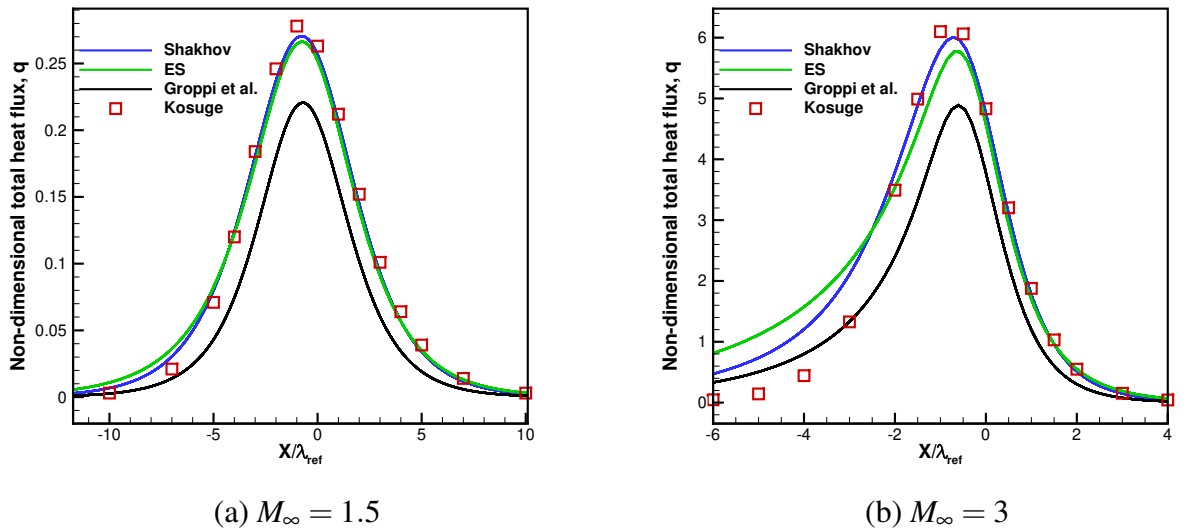 Non-dimensional total heat flux, q
0.25
0.2
0.15
0.1
0.05
0
Shakhov
ES
Groppi et al.
Kosuge
-10
-5
0
5
10
X/λref
(a) M∞ = 1.5
Non-dimensional total heat flux, q
6
5
4
3
2
1
0
Shakhov
ES
Groppi et al.
Kosuge
-6
-4
-2
0
2
4
X/λref
(b) M∞ = 3